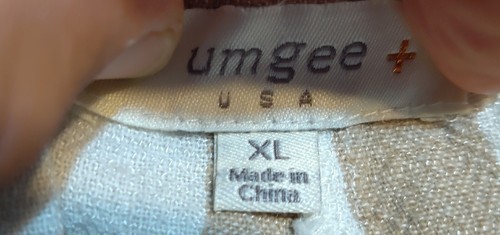 umgee +
USA
XL
Made in
China